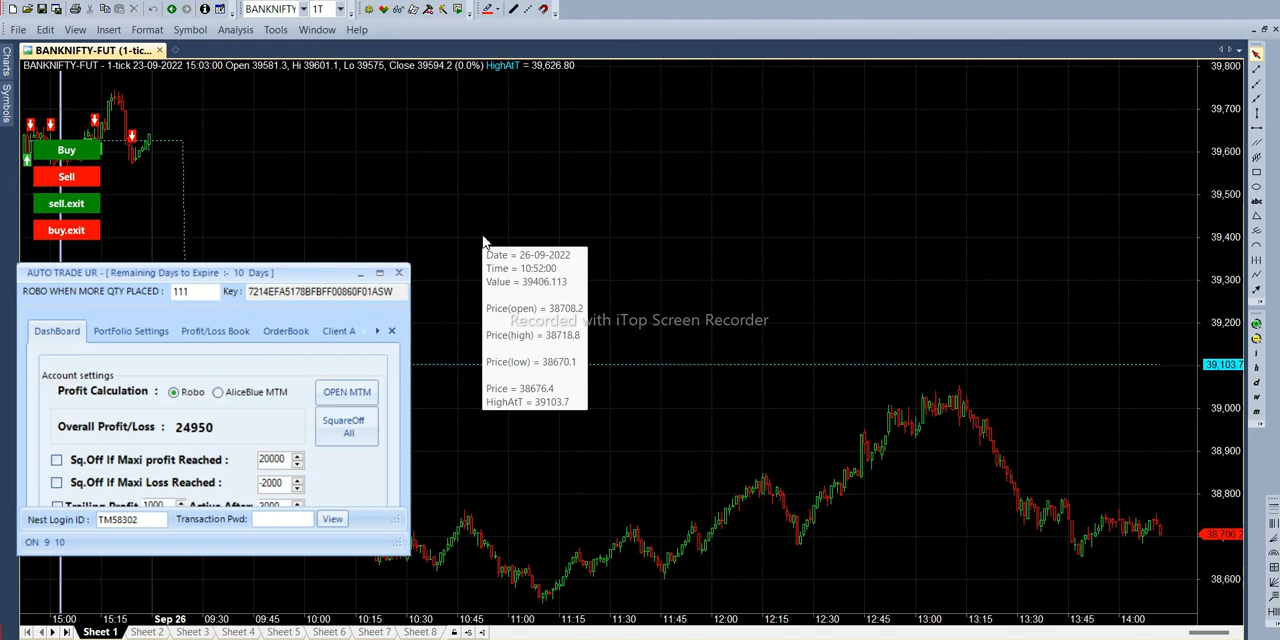 BANKNIFTY 1T
File Edit View Insert Format Symbol Analysis Tools Window Help
BANKNIFTY-FUT (1-tick...
BANKNIFTY-FUT - 1-tick 23-09-2022 15:03:00 Open 39581.3, Hi 39601.1, Lo 39575, Close 39594.2 (0.0%) HighAtT = 39,626.80
Charts
Symbols
39,800
39,700
39,600
39,500
39,400
39,300
39,200
39,103.7
39,000
38,900
38,800
38,706.2
38,600
Buy
Sell
sell.exit
buy.exit
Date = 26-09-2022
Time = 10:52:00
Value = 39406.113
Price(open) = 38708.2
Price(high) = 38718.8
Price(low) = 38670.1
Price = 38676.4
HighAtT = 39103.7
Recorded with iTop Screen Recorder
AUTO TRADE UR - [ Remaining Days to Expire :- 10 Days ]
ROBO WHEN MORE QTY PLACED : 111 Key : 7214EFA5178BFBFF00860F01ASW
DashBoard PortFolio Settings Profit/Loss Book OrderBook Client A
Account settings
Profit Calculation : Robo AliceBlue MTM OPEN MTM
Overall Profit/Loss : 24950 SquareOff All
Sq.Off If Maxi profit Reached : 20000
Sq.Off If Maxi Loss Reached : -2000
Trailing Profit 1000 Active After 3000
Nest Login ID : TM58302 Transaction Pwd: View
ON 9 10
15:00 15:15 Sep 26 09:30 09:45 10:00 10:15 10:30 10:45 11:00 11:15 11:30 11:45 12:00 12:15 12:30 12:45 13:00 13:15 13:30 13:45 14:00
Sheet 1 Sheet 2 Sheet 3 Sheet 4 Sheet 5 Sheet 6 Sheet 7 Sheet 8
abc
i
h
d
w
m